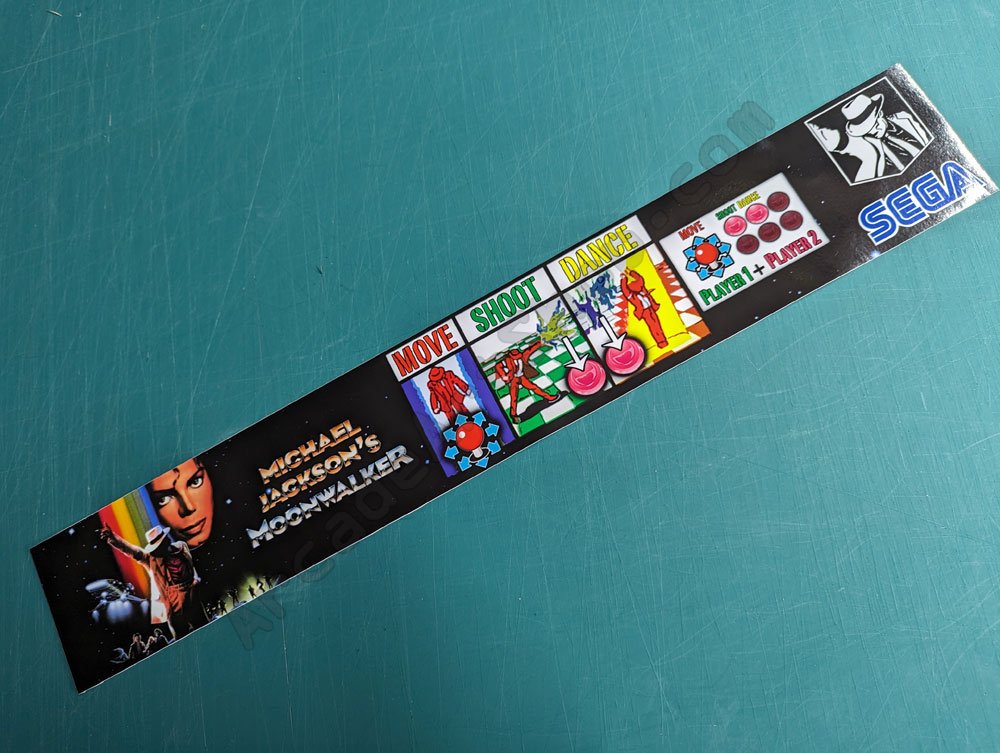 MICHAEL
JACKSON'S
MOONWALKER
MOVE
SHOOT
DANCE
MOVE
SHOOT DANCE
PLAYER 1 + PLAYER 2
SEGA